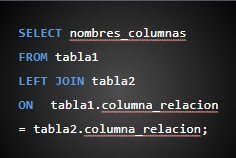 SELECT nombres_columnas
FROM tabla1
LEFT JOIN tabla2
ON tabla1.columna_relacion
= tabla2.columna_relacion;